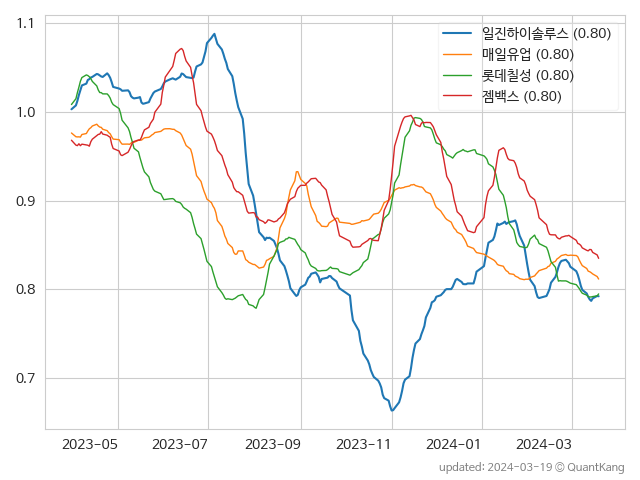 1.1
1.0
0.9
0.8
0.7
일진하이솔루스 (0.80)
매일유업 (0.80)
롯데칠성 (0.80)
젬백스 (0.80)
2023-05 2023-07 2023-09 2023-11 2024-01 2024-03
updated: 2024-03-19 © QuantKang